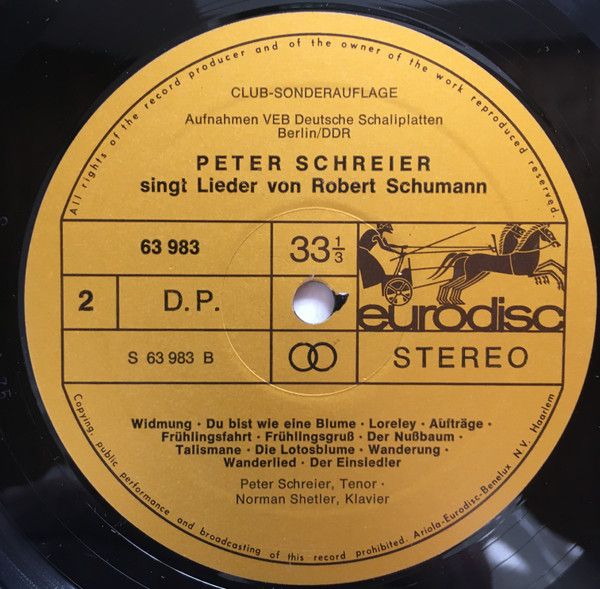 All rights of the record producer and of the owner of the work reproduced reserved.
CLUB-SONDERAUFLAGE
Aufnahmen VEB Deutsche Schallplatten
Berlin/DDR
PETER SCHREIER
singt Lieder von Robert Schumann
63 983
33 1/3
2
D.P.
eurodisc
S 63 983 B
STEREO
Widmung · Du bist wie eine Blume · Loreley · Aufträge ·
Frühlingsfahrt · Frühlingsgruß · Der Nußbaum ·
Talismane · Die Lotosblume · Wanderung ·
Wanderlied · Der Einsiedler
Peter Schreier, Tenor ·
Norman Shetler, Klavier
Copying, public performance and broadcasting of this record prohibited. Ariola-Eurodisc-Benelux N.V. Haarlem